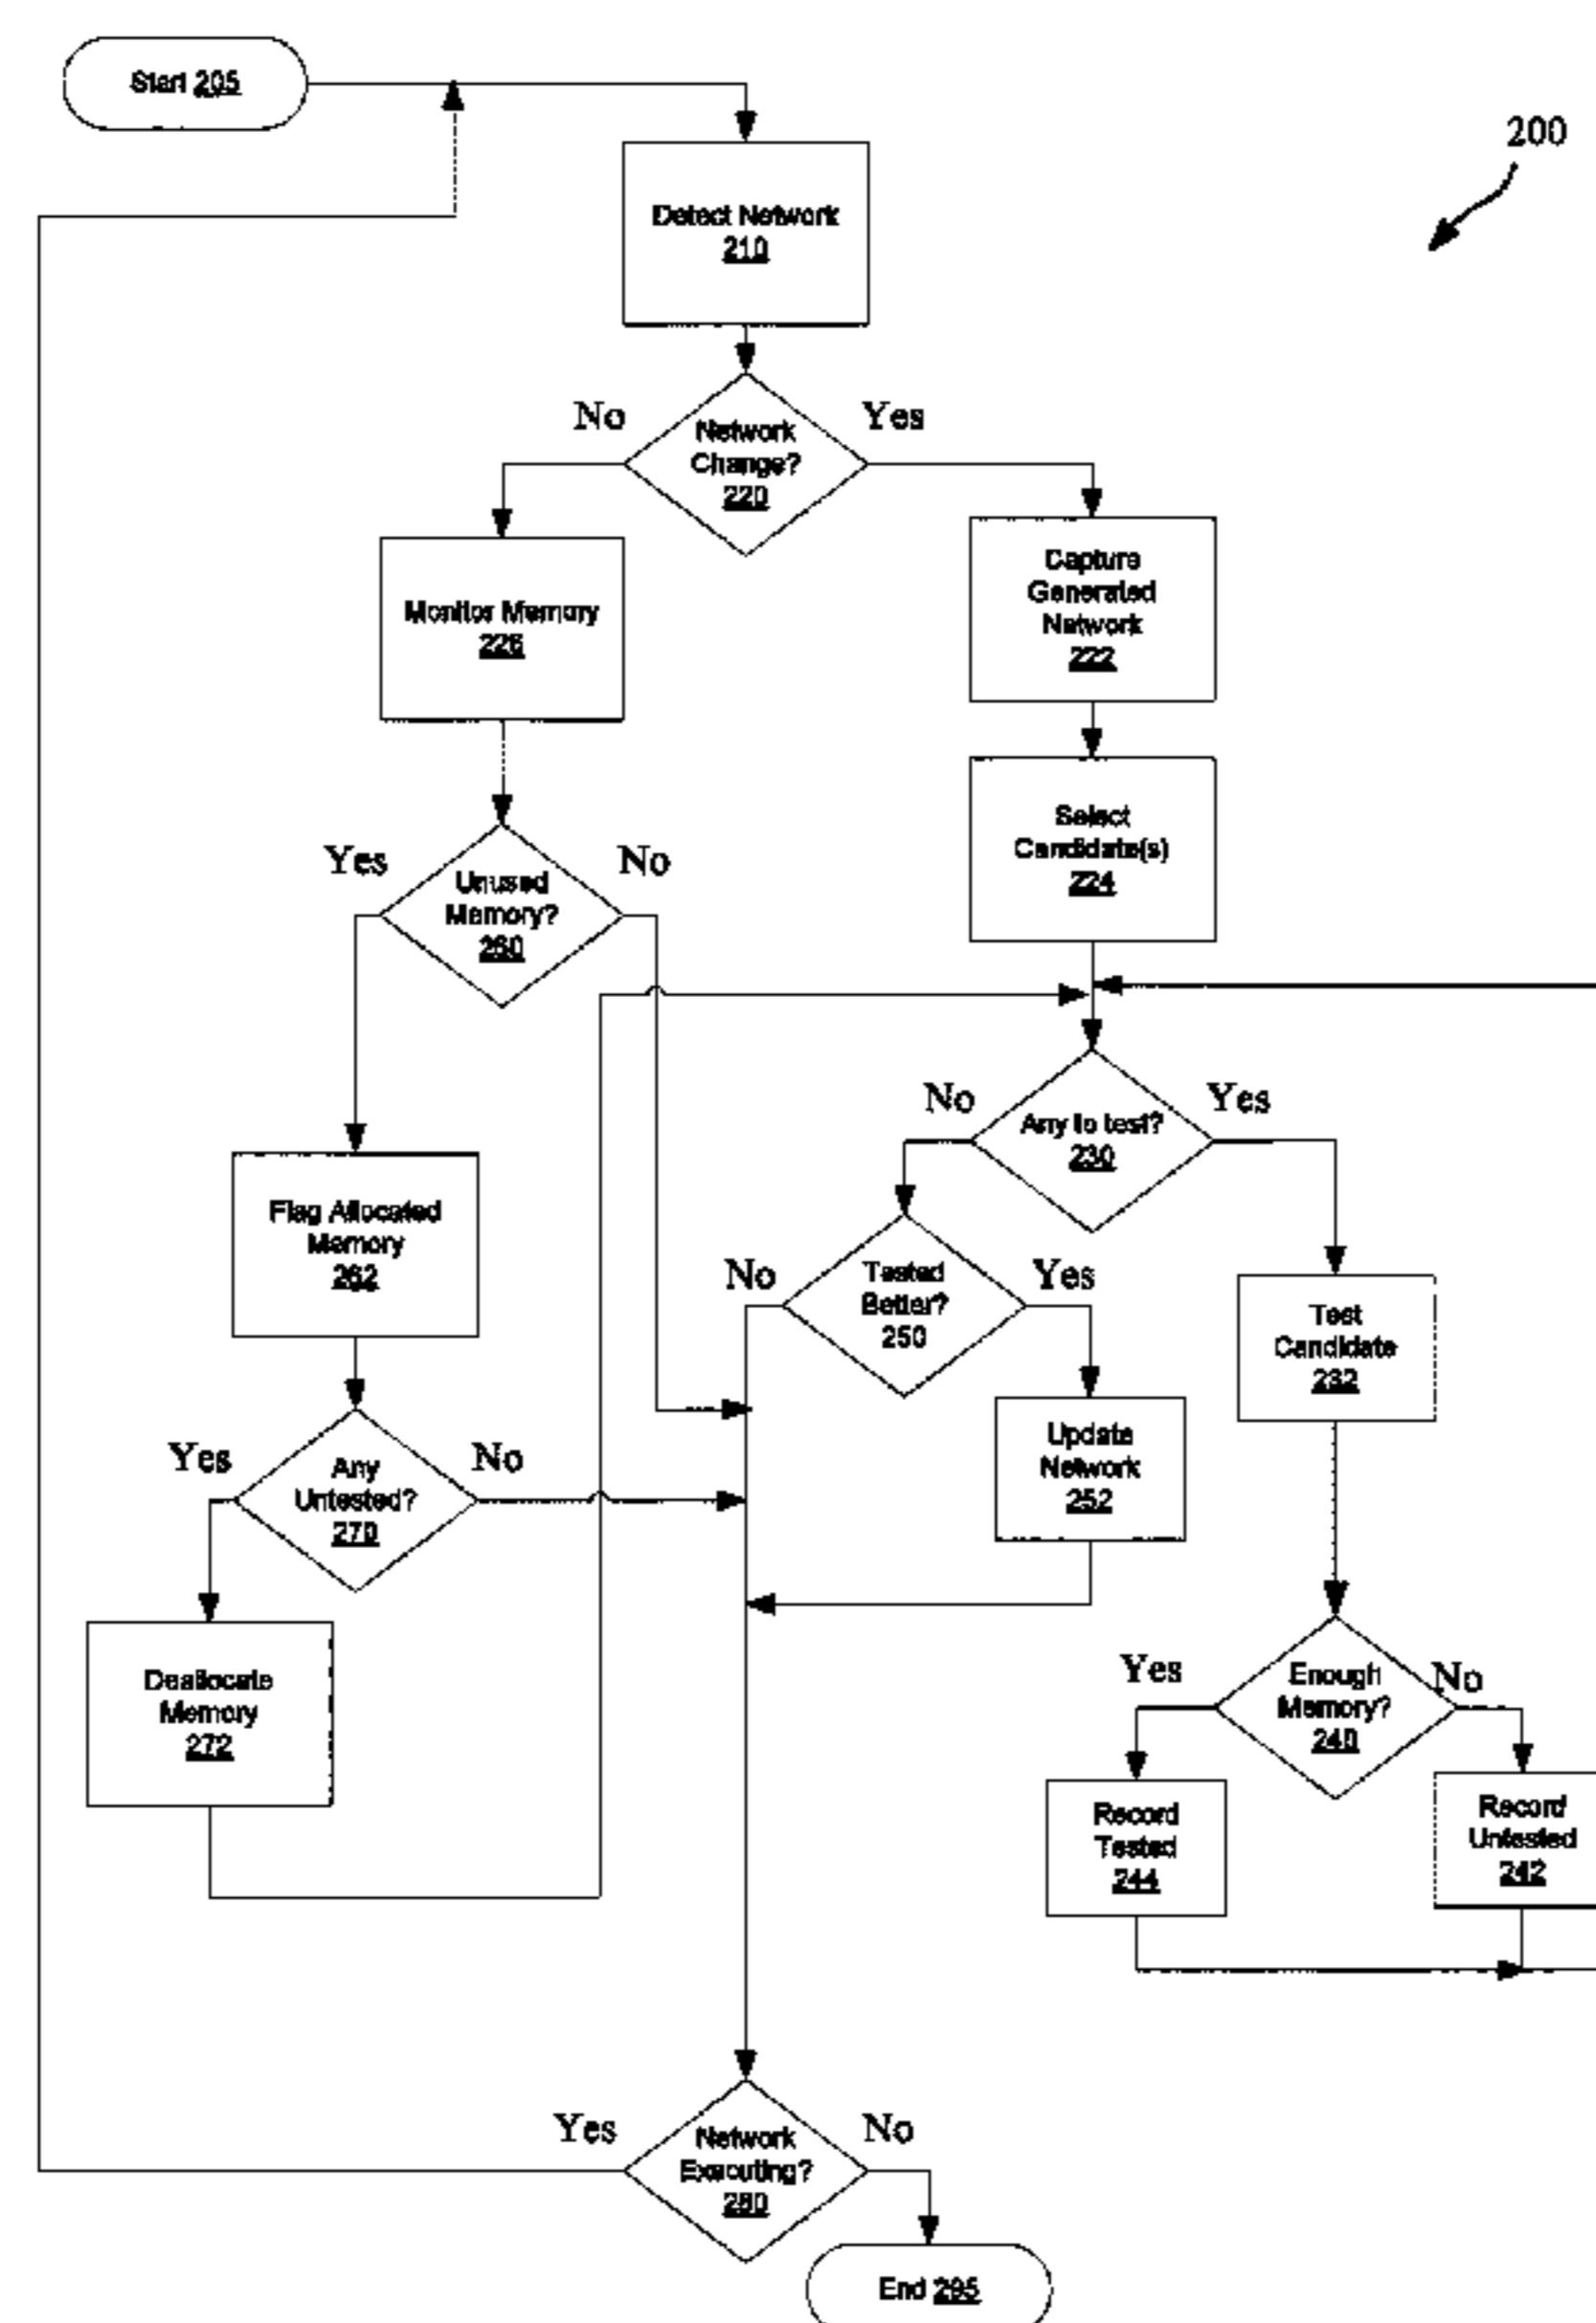 Start 205
200
Detect Network
210
No
Yes
Network
Change?
220
Monitor Memory
226
Capture
Generated
Network
222
Select
Candidate(s)
224
Yes
No
Unused
Memory?
260
No
Yes
Any to test?
230
Flag Allocated
Memory
262
No
Yes
Tested
Better?
250
Test
Candidate
232
Update
Network
252
Yes
No
Any
Untested?
270
Deallocate
Memory
272
Yes
No
Enough
Memory?
240
Record
Tested
244
Record
Untested
242
Yes
No
Network
Executing?
280
End 295